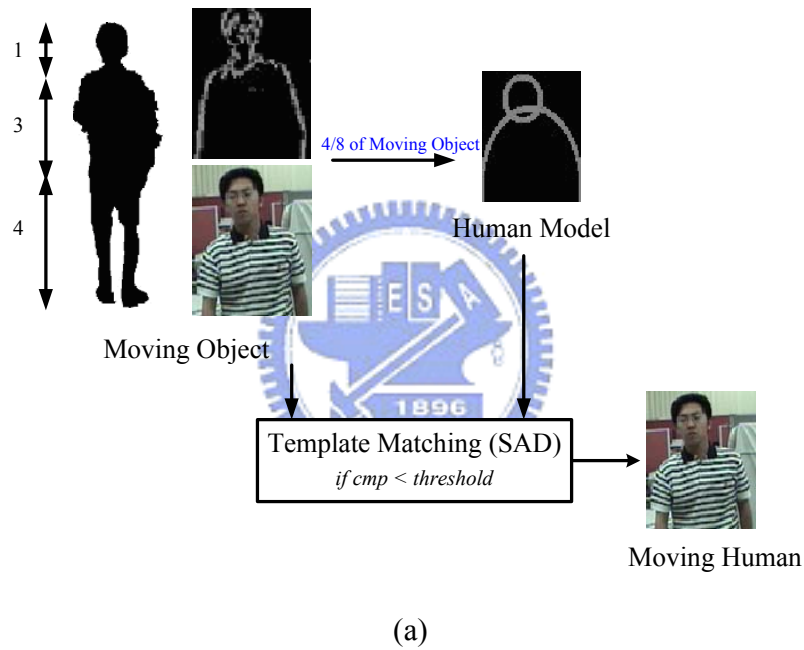 1
3
4
4/8 of Moving Object
Human Model
Moving Object
E S A
1896
Template Matching (SAD)
if cmp < threshold
Moving Human
(a)